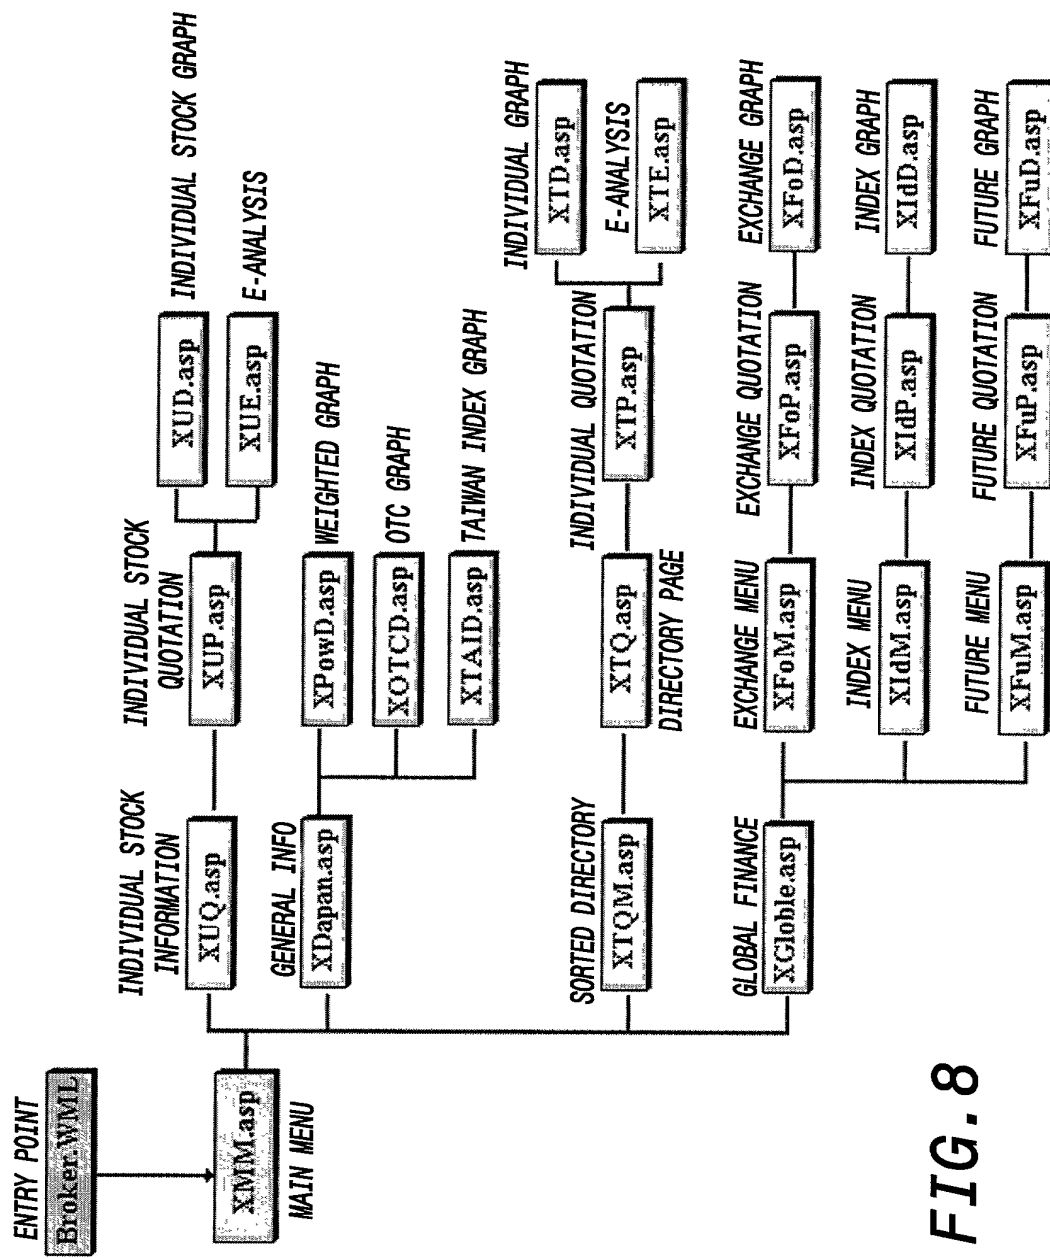 ENTRY POINT
Broker.WML
XMM.asp
MAIN MENU
INDIVIDUAL STOCK
INFORMATION
XUQ.asp
INDIVIDUAL STOCK
QUOTATION
XUP.asp
XUD.asp
INDIVIDUAL STOCK GRAPH
XUE.asp
E-ANALYSIS
GENERAL INFO
XDapan.asp
XPowD.asp
WEIGHTED GRAPH
XOTCD.asp
OTC GRAPH
XTAID.asp
TAIWAN INDEX GRAPH
SORTED DIRECTORY
XTQM.asp
XTQ.asp
DIRECTORY PAGE
INDIVIDUAL QUOTATION
XTP.asp
INDIVIDUAL GRAPH
XTD.asp
E-ANALYSIS
XTE.asp
GLOBAL FINANCE
XGloble.asp
EXCHANGE MENU
XFoM.asp
EXCHANGE QUOTATION
XFoP.asp
EXCHANGE GRAPH
XFoD.asp
INDEX MENU
XIdM.asp
INDEX QUOTATION
XIdP.asp
INDEX GRAPH
XIdD.asp
FUTURE MENU
XFuM.asp
FUTURE QUOTATION
XFuP.asp
FUTURE GRAPH
XFuD.asp
FIG.8